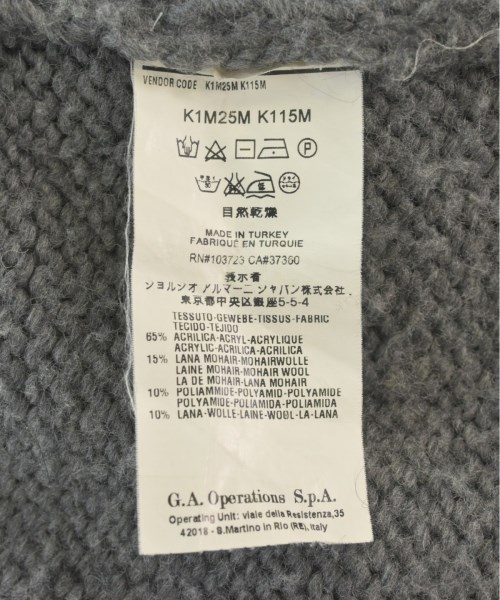 VENDOR CODE K1M25M K115M
K1M25M K115M
P
自然乾燥
MADE IN TURKEY
FABRIQUÉ EN TURQUIE
RN#103723 CA#37360
表示者
ジョルジオ アルマーニ ジャパン株式会社
東京都中央区銀座5-5-4
TESSUTO-GEWEBE-TISSUS-FABRIC
TECIDO-TEJIDO
65% ACRILICA-ACRYL-ACRYLIQUE
ACRYLIC-ACRILICA-ACRILICA
15% LANA MOHAIR-MOHAIRWOLLE
LAINE MOHAIR-MOHAIR WOOL
LA DE MOHAIR-LANA MOHAIR
10% POLIAMMIDE-POLYAMID-POLYAMIDE
POLYAMIDE-POLIAMIDA-POLIAMIDA
10% LANA-WOLLE-LAINE-WOOL-LA-LANA
G.A. Operations S.p.A.
Operating Unit: viale della Resistenza,35
42018 - S.Martino in Rio (RE), Italy